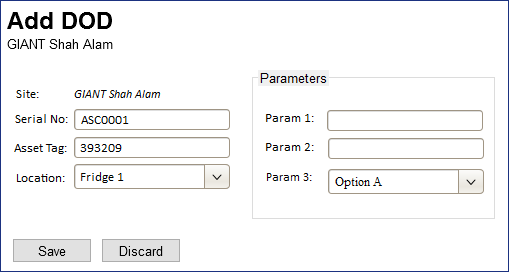 Add DOD
GIANT Shah Alam
Site: GIANT Shah Alam
Serial No: ASC0001
Asset Tag: 393209
Location: Fridge 1
Parameters
Param 1:
Param 2:
Param 3: Option A
Save Discard